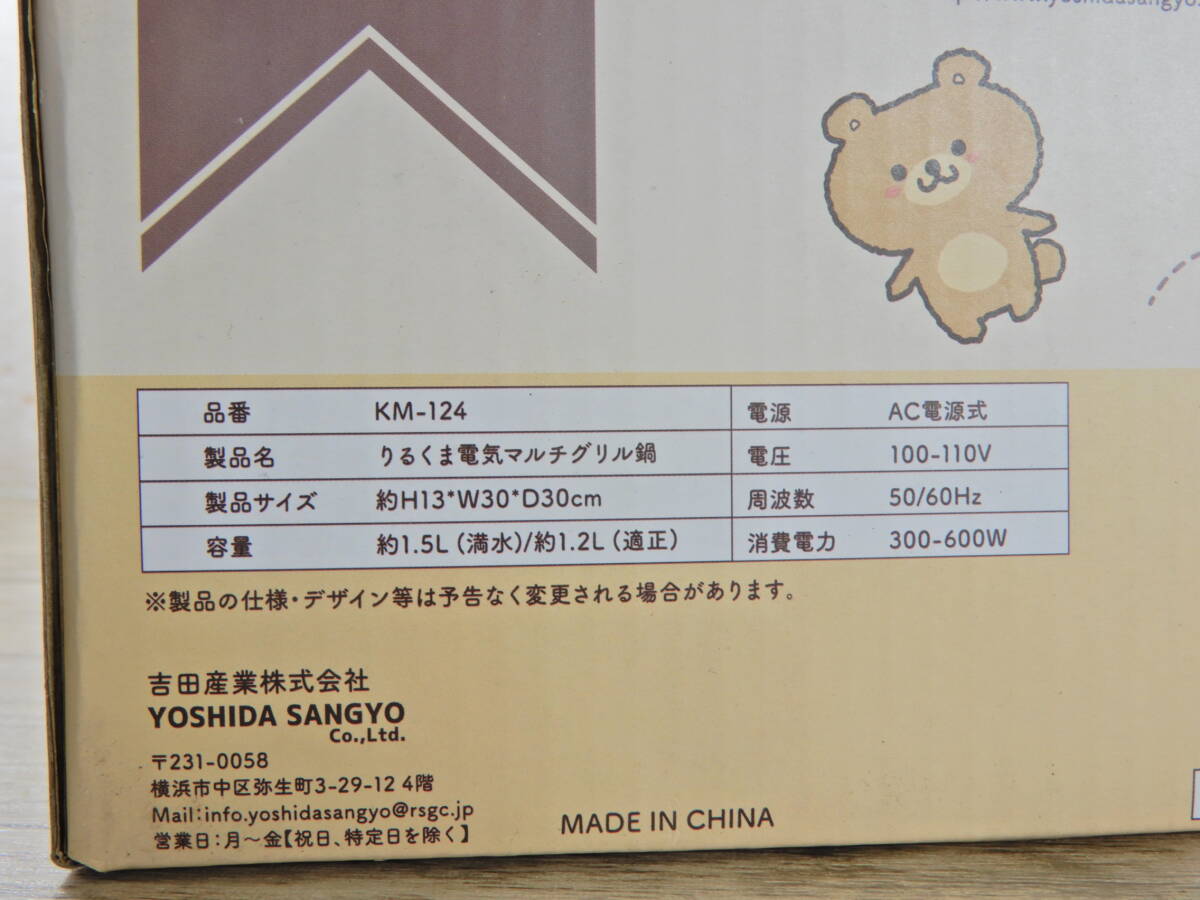 yoshidasangyo.
品番 KM-124 電源 AC電源式
製品名 りるくま電気マルチグリル鍋 電圧 100-110V
製品サイズ 約H13*W30*D30cm 周波数 50/60Hz
容量 約1.5L（満水）/約1.2L（適正） 消費電力 300-600W
※製品の仕様・デザイン等は予告なく変更される場合があります。
吉田産業株式会社
YOSHIDA SANGYO
Co.,Ltd.
〒231-0058
横浜市中区弥生町3-29-12 4階
Mail:info.yoshidasangyo@rsgc.jp
営業日:月〜金【祝日、特定日を除く】
MADE IN CHINA